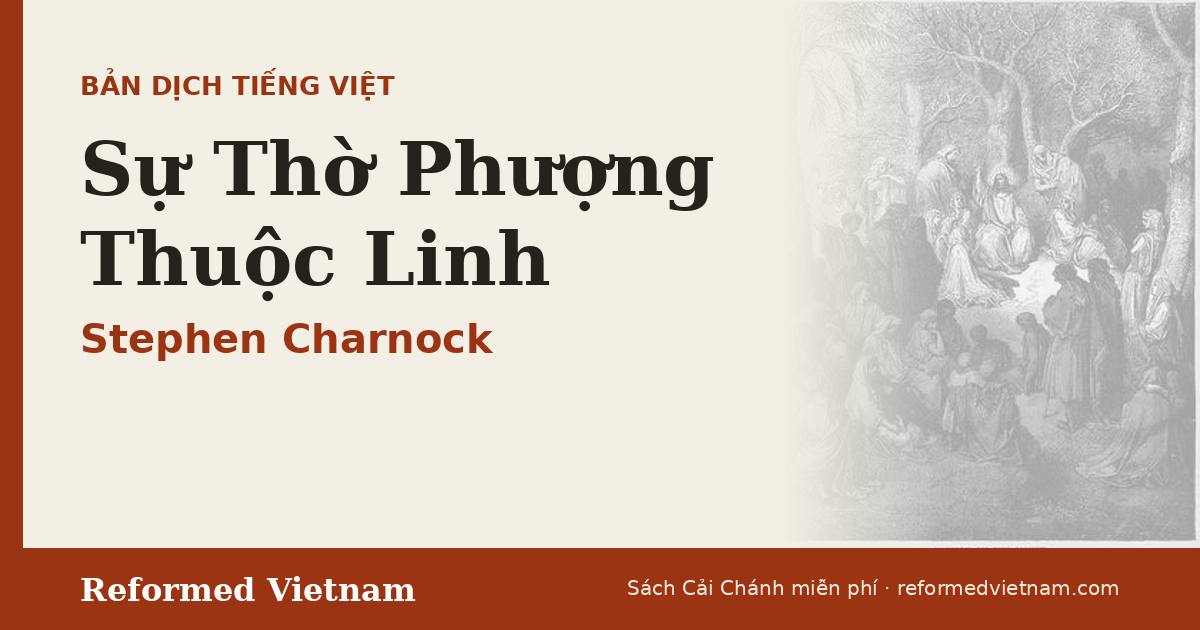 BẢN DỊCH TIẾNG VIỆT
Sự Thờ Phượng
Thuộc Linh
Stephen Charnock
Reformed Vietnam
Sách Cải Chánh miễn phí · reformedvietnam.com